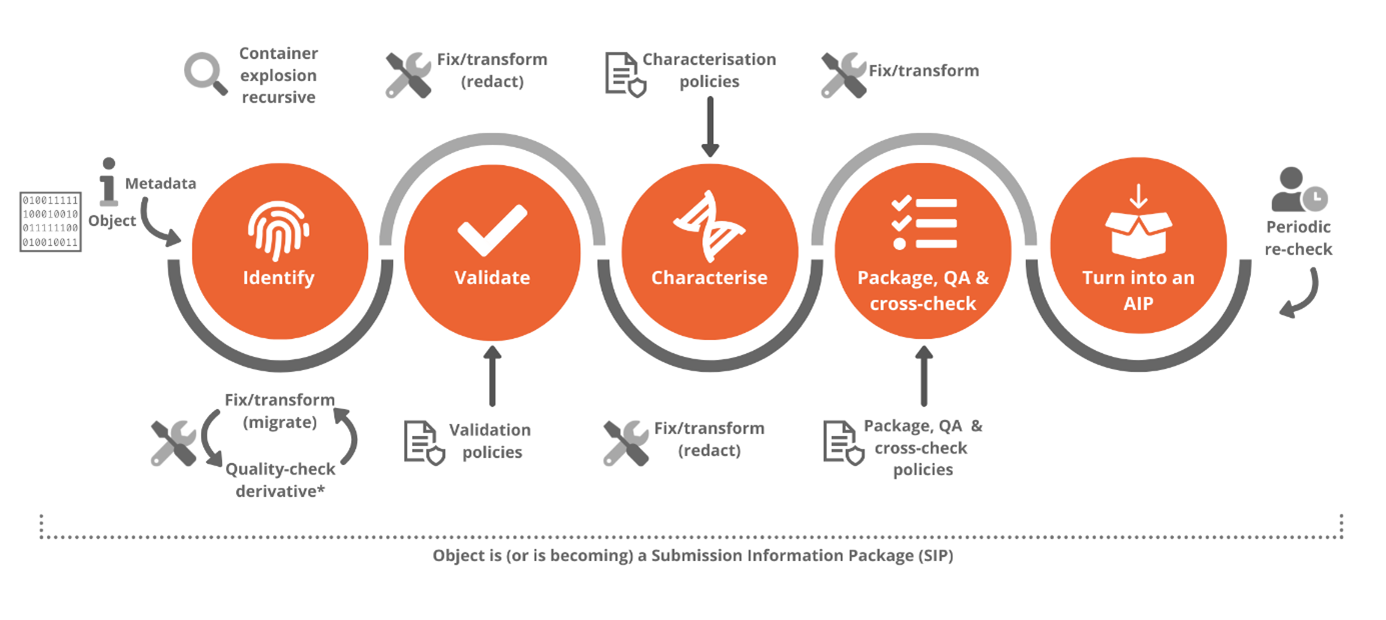 Container
explosion
recursive
Fix/transform
(redact)
Characterisation
policies
Fix/transform
010011111
100010010
011111100
010010011
Metadata
Object
Identify
Validate
Characterise
Package, QA &
cross-check
Turn into an
AIP
Periodic
re-check
Fix/transform
(migrate)
Quality-check
derivative*
Validation
policies
Fix/transform
(redact)
Package, QA &
cross-check
policies
Object is (or is becoming) a Submission Information Package (SIP)